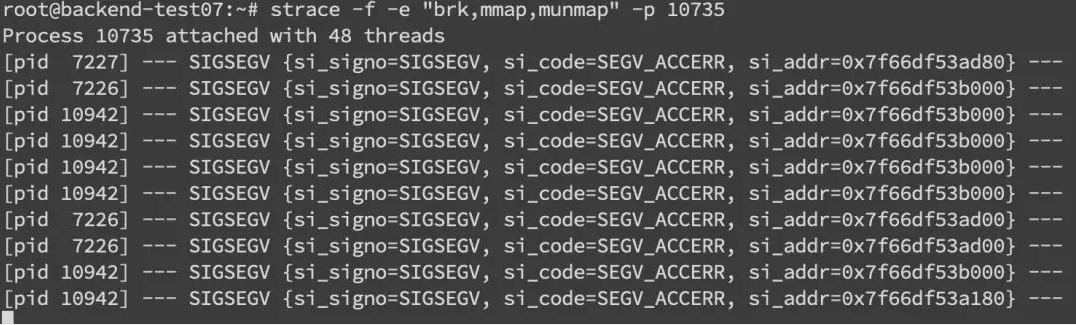 root@backend-test07:~# strace -f -e "brk,mmap,munmap" -p 10735
Process 10735 attached with 48 threads
[pid  7227] --- SIGSEGV {si_signo=SIGSEGV, si_code=SEGV_ACCERR, si_addr=0x7f66df53ad80} ---
[pid  7226] --- SIGSEGV {si_signo=SIGSEGV, si_code=SEGV_ACCERR, si_addr=0x7f66df53b000} ---
[pid 10942] --- SIGSEGV {si_signo=SIGSEGV, si_code=SEGV_ACCERR, si_addr=0x7f66df53b000} ---
[pid 10942] --- SIGSEGV {si_signo=SIGSEGV, si_code=SEGV_ACCERR, si_addr=0x7f66df53b000} ---
[pid 10942] --- SIGSEGV {si_signo=SIGSEGV, si_code=SEGV_ACCERR, si_addr=0x7f66df53b000} ---
[pid 10942] --- SIGSEGV {si_signo=SIGSEGV, si_code=SEGV_ACCERR, si_addr=0x7f66df53b000} ---
[pid  7226] --- SIGSEGV {si_signo=SIGSEGV, si_code=SEGV_ACCERR, si_addr=0x7f66df53ad00} ---
[pid  7226] --- SIGSEGV {si_signo=SIGSEGV, si_code=SEGV_ACCERR, si_addr=0x7f66df53ad00} ---
[pid 10942] --- SIGSEGV {si_signo=SIGSEGV, si_code=SEGV_ACCERR, si_addr=0x7f66df53b000} ---
[pid 10942] --- SIGSEGV {si_signo=SIGSEGV, si_code=SEGV_ACCERR, si_addr=0x7f66df53a180} ---